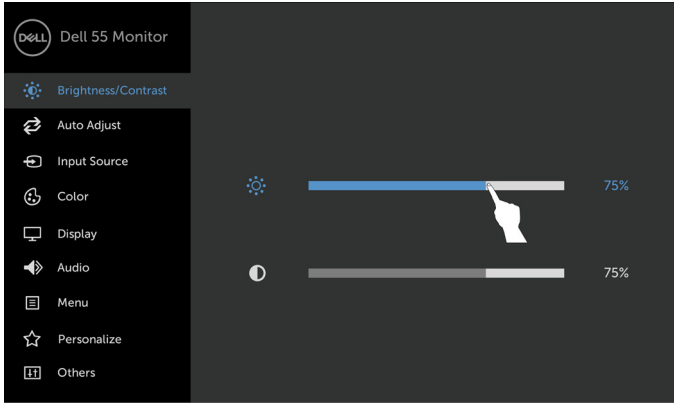 DELL
Dell 55 Monitor
Brightness/Contrast
Auto Adjust
Input Source
Color
Display
Audio
Menu
Personalize
Others
75%
75%